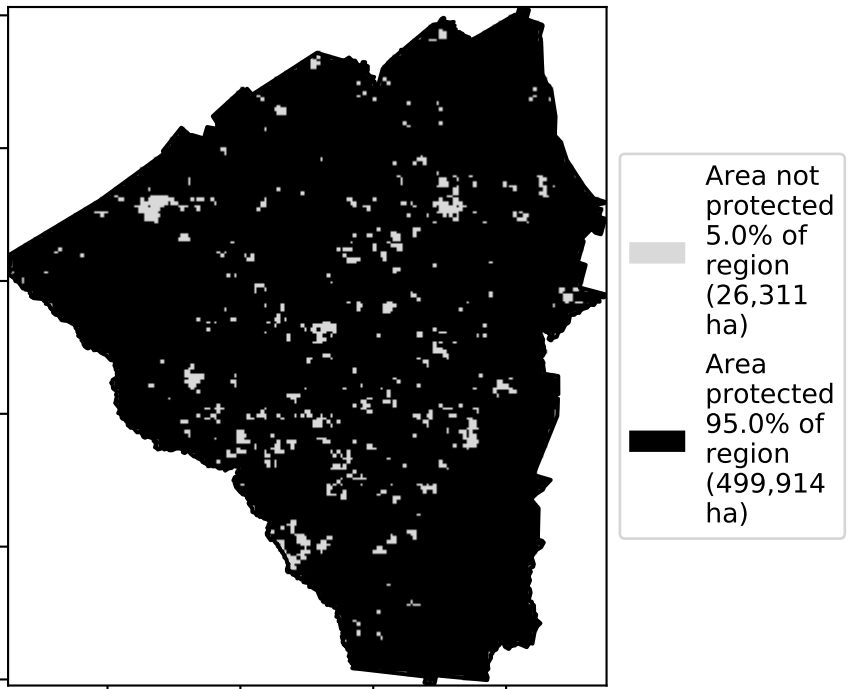 Area not
protected
5.0% of
region
(26,311
ha)
Area
protected
95.0% of
region
(499,914
ha)